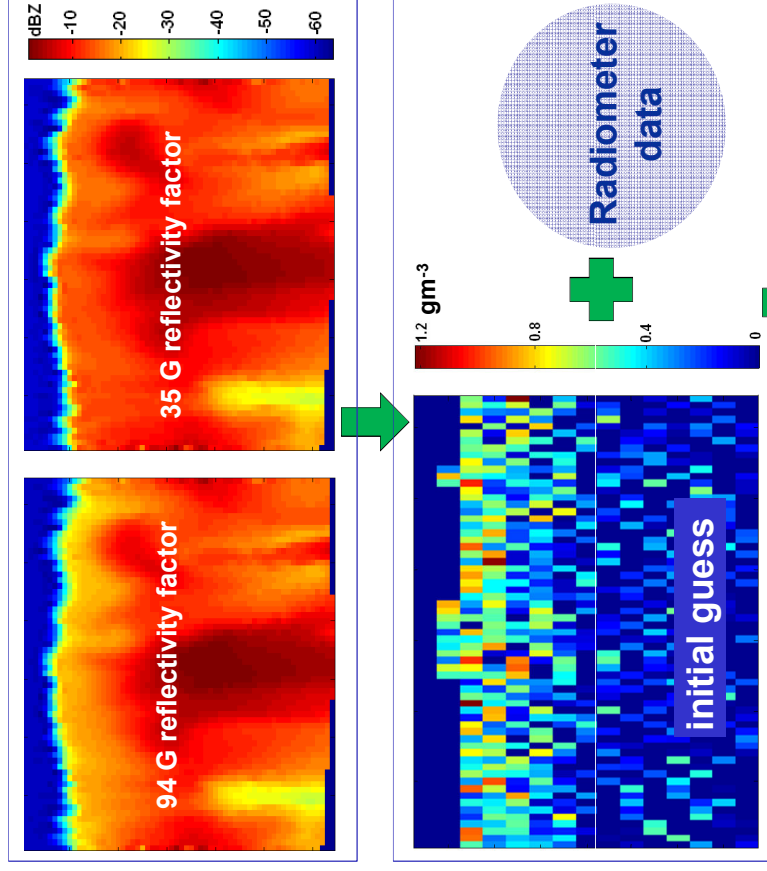 94 G reflectivity factor
35 G reflectivity factor
dBZ
-10
-20
-30
-40
-50
-60
initial guess
1.2
0.8
0.4
0
gm-3
Radiometer
data